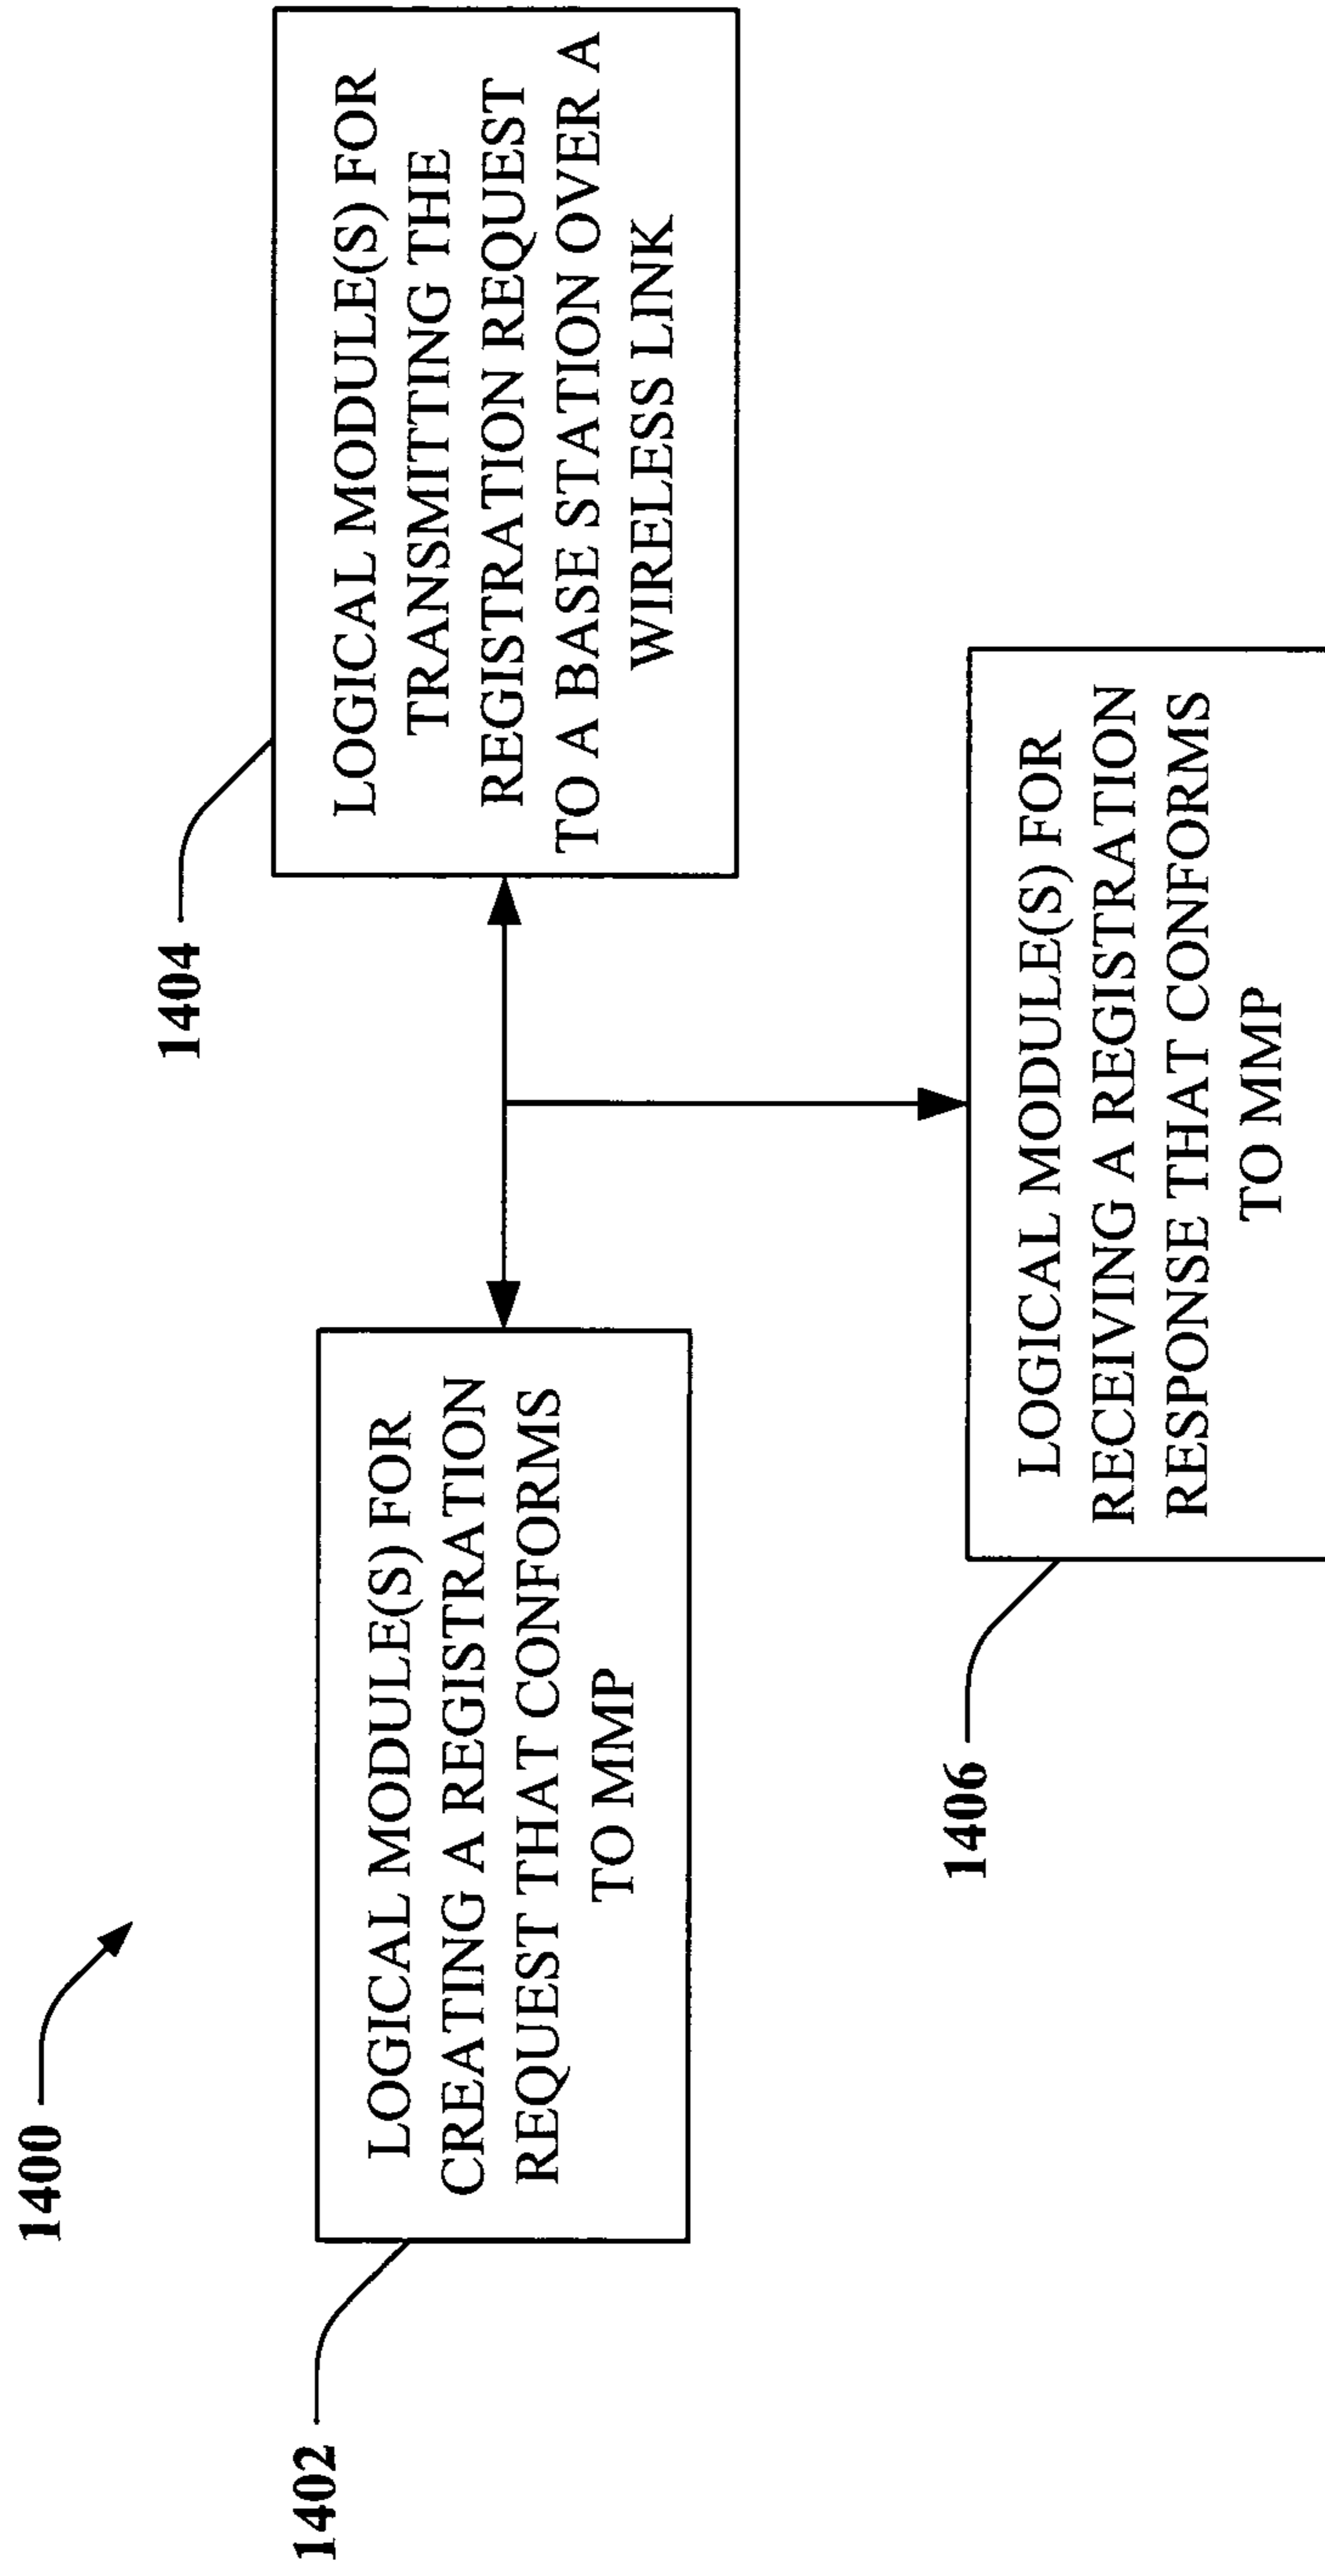 1400
1402
LOGICAL MODULE(S) FOR
CREATING A REGISTRATION
REQUEST THAT CONFORMS
TO MMP
1404
LOGICAL MODULE(S) FOR
TRANSMITTING THE
REGISTRATION REQUEST
TO A BASE STATION OVER A
WIRELESS LINK
1406
LOGICAL MODULE(S) FOR
RECEIVING A REGISTRATION
RESPONSE THAT CONFORMS
TO MMP